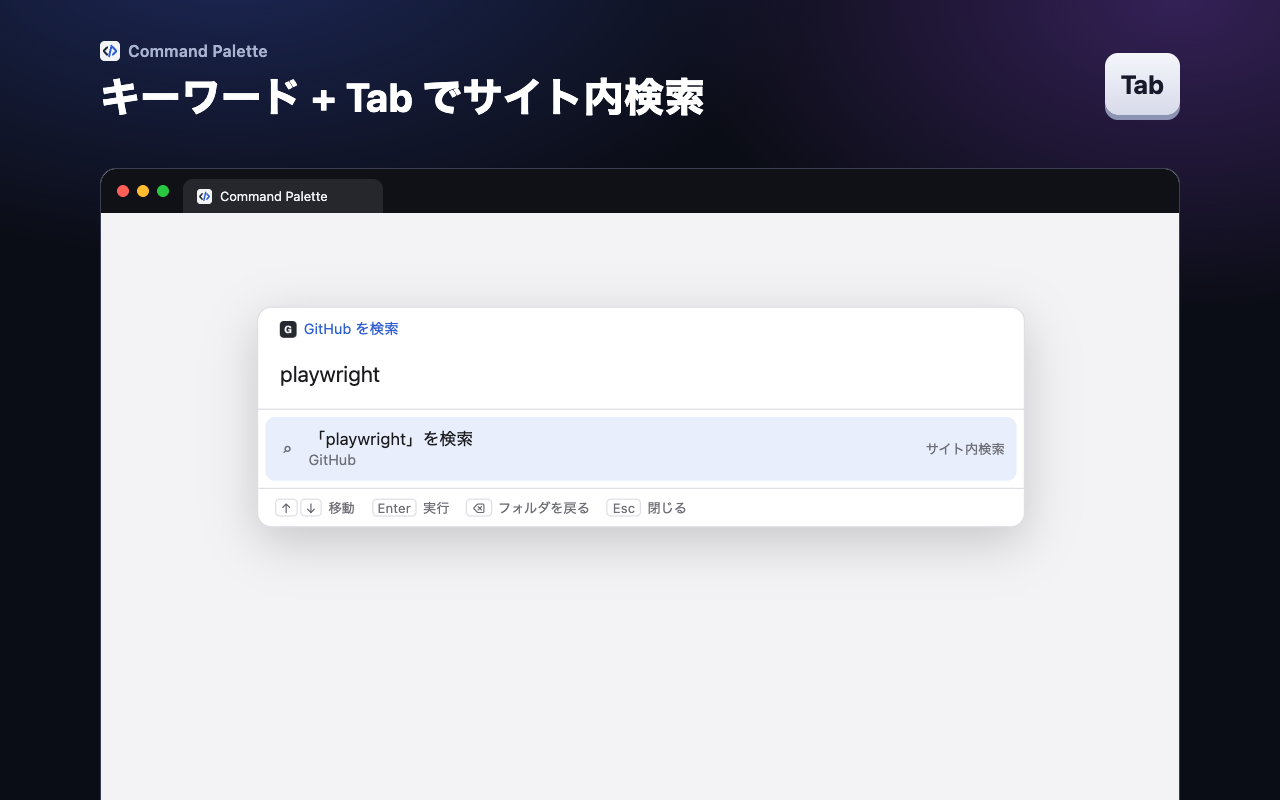 Command Palette
キーワード + Tab でサイト内検索
Tab
Command Palette
G GitHub を検索
playwright
「playwright」を検索
GitHub
サイト内検索
↑ ↓ 移動 Enter 実行 ⌫ フォルダを戻る Esc 閉じる